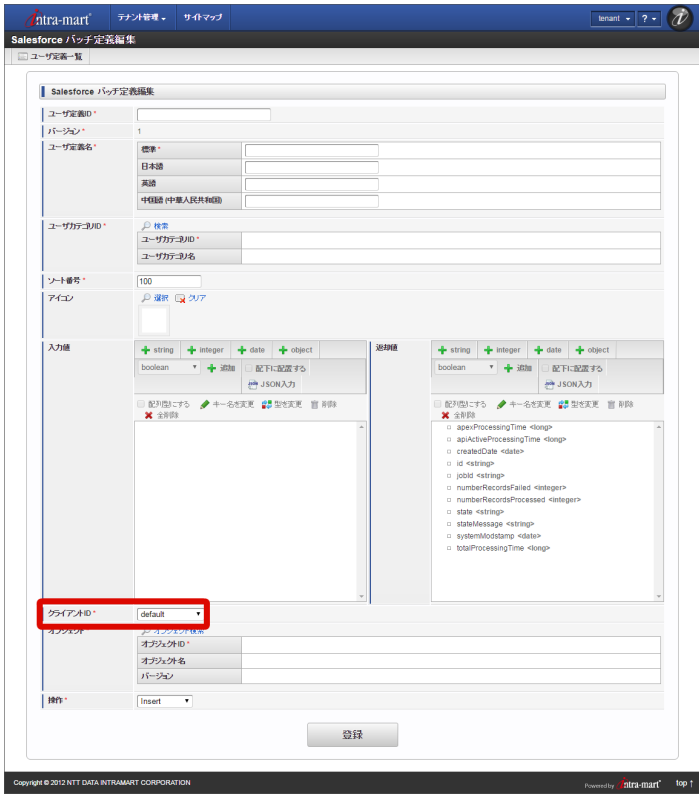 intra-mart® テナント管理 サイトマップ tenant ?
Salesforce バッチ定義編集
ユーザ定義一覧
Salesforce バッチ定義編集
ユーザ定義ID *
バージョン * 1
ユーザ定義名 * 標準 *
日本語
英語
中国語 (中華人民共和国)
ユーザカテゴリID * 検索
ユーザカテゴリID *
ユーザカテゴリ名
ソート番号 * 100
アイコン 選択 クリア
入力値 string integer date object
boolean 追加 配下に配置する
JSON入力
配列型にする キー名を変更 型を変更 削除
全削除
返却値 string integer date object
boolean 追加 配下に配置する
JSON入力
配列型にする キー名を変更 型を変更 削除
全削除
apexProcessingTime <long>
apiActiveProcessingTime <long>
createdDate <date>
id <string>
jobId <string>
numberRecordsFailed <integer>
numberRecordsProcessed <integer>
state <string>
stateMessage <string>
systemModstamp <date>
totalProcessingTime <long>
クライアントID * default
オブジェクト * オブジェクト検索
オブジェクトID *
オブジェクト名
バージョン
操作 * Insert
登録
Copyright © 2012 NTT DATA INTRAMART CORPORATION Powered by intra-mart® top ↑